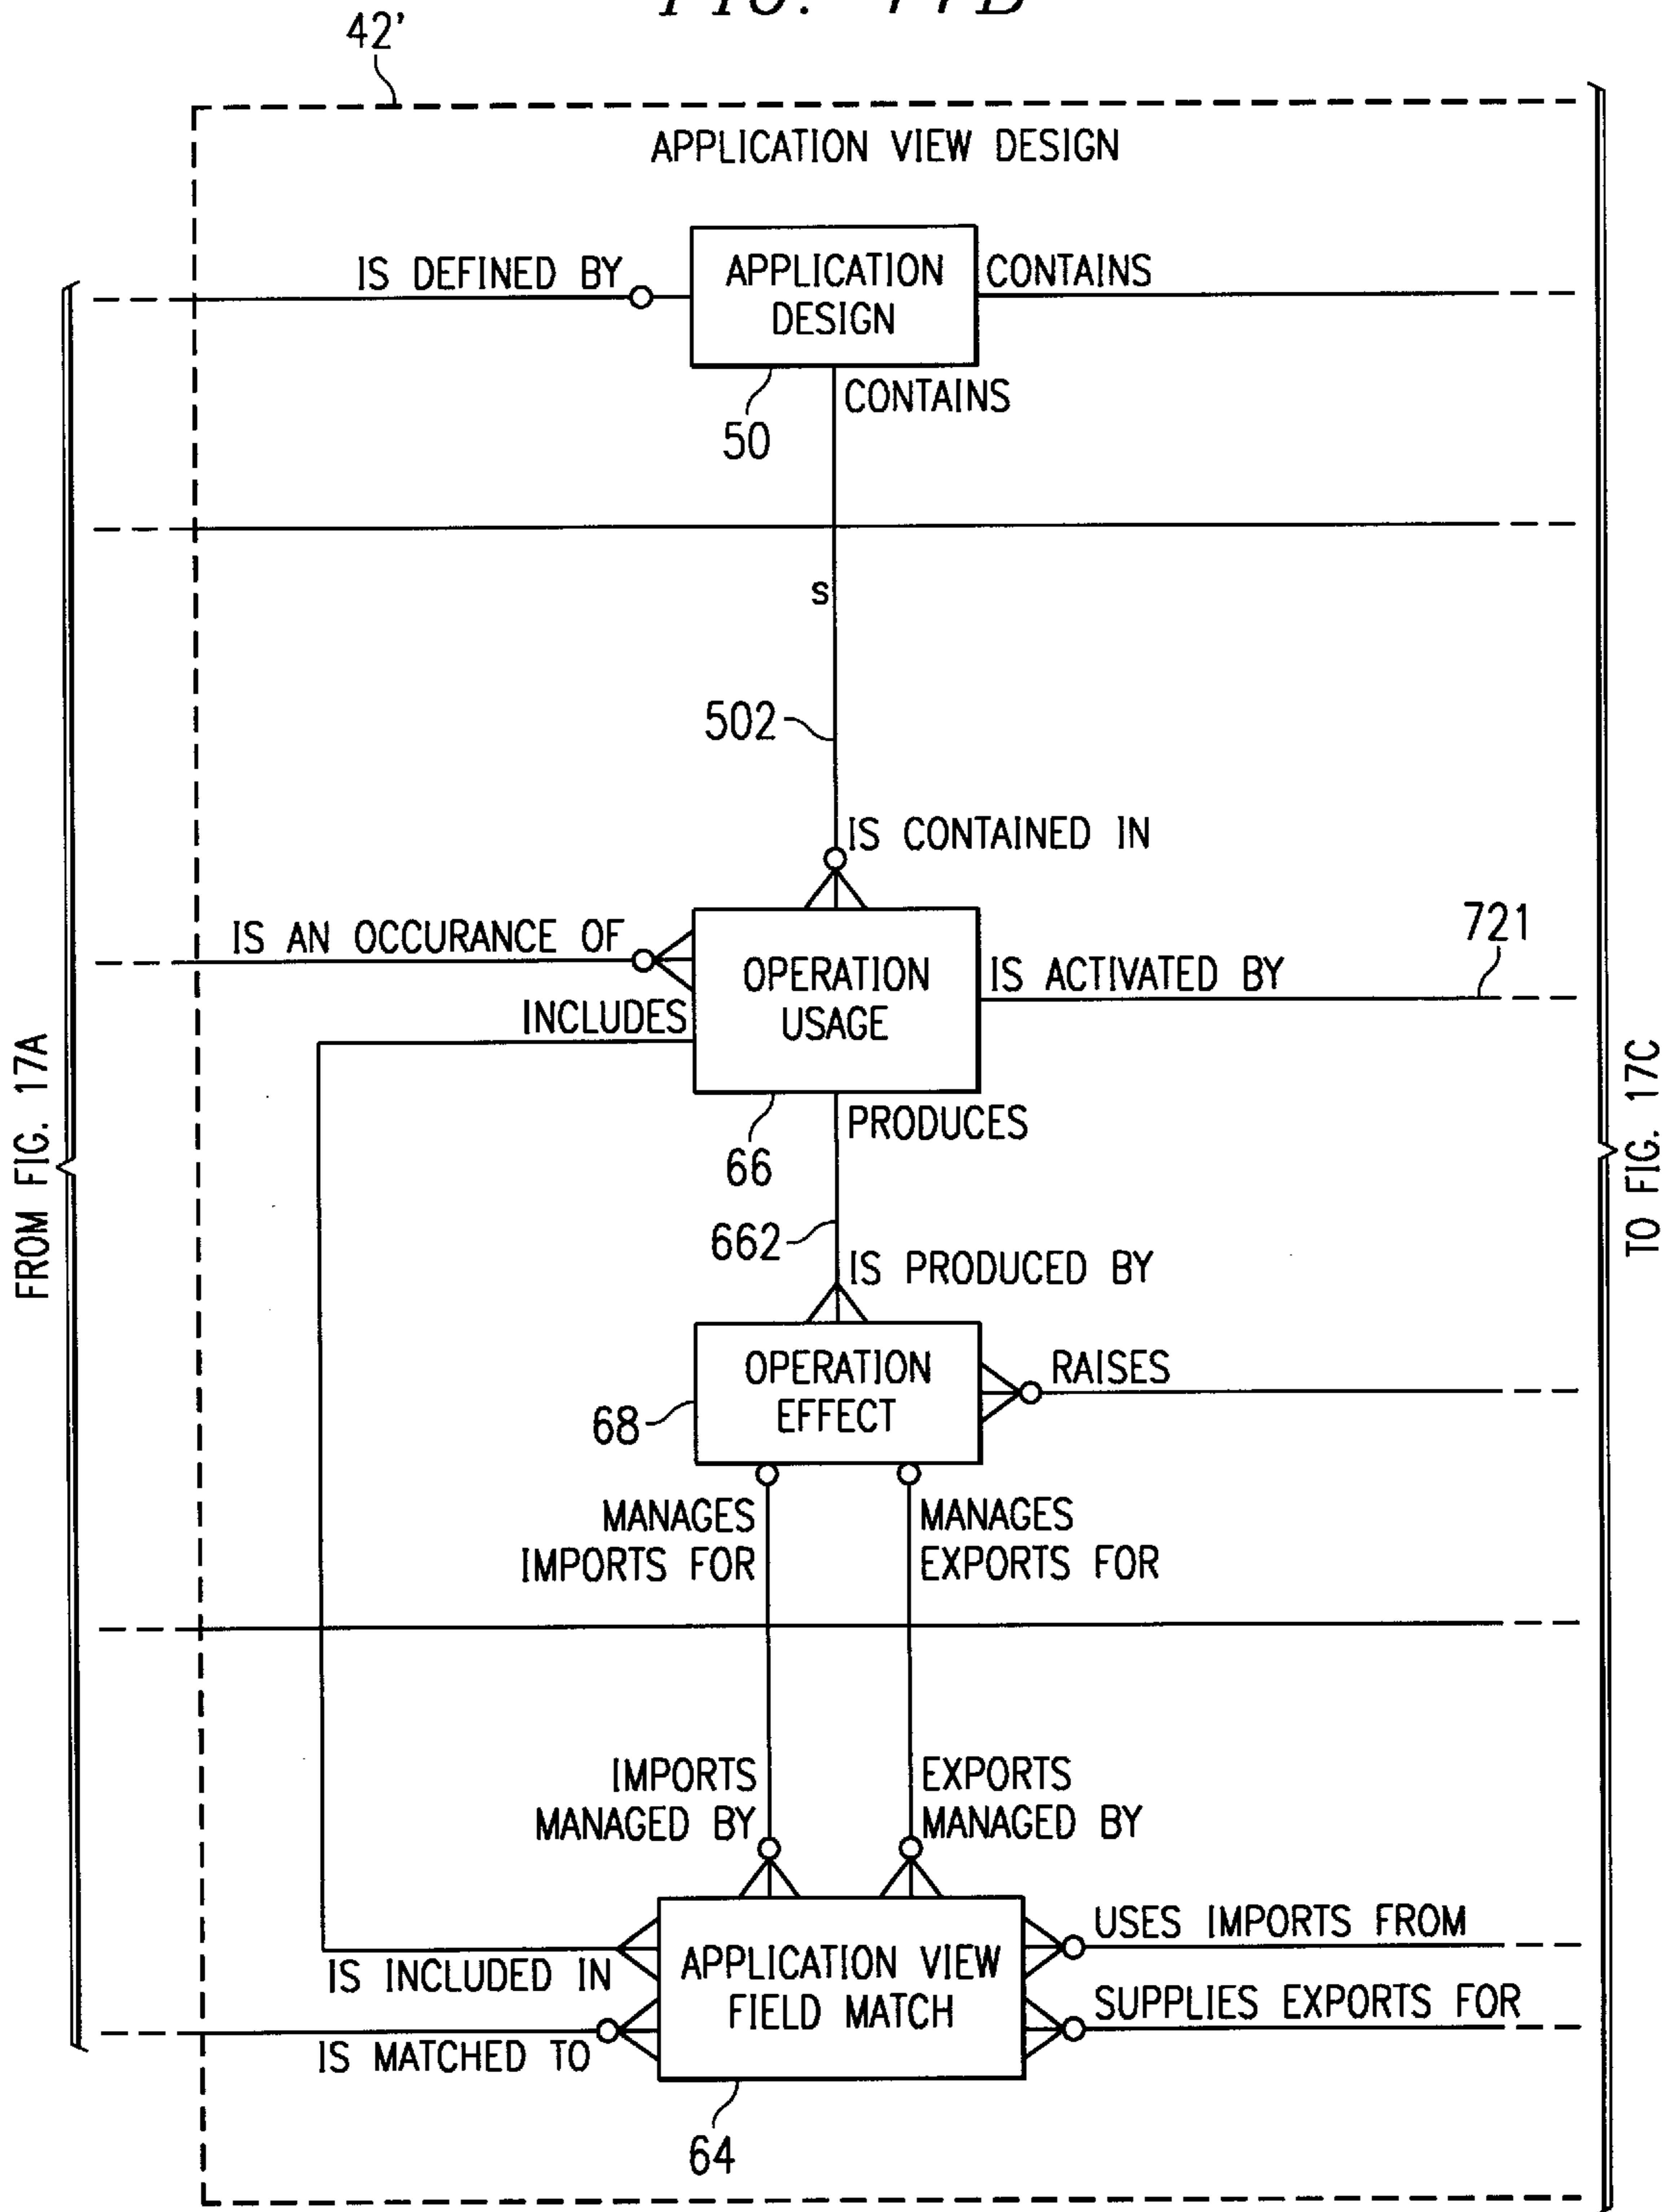 FIG. 17B
42'
APPLICATION VIEW DESIGN
IS DEFINED BY
APPLICATION
DESIGN
CONTAINS
CONTAINS
50
s
502
IS CONTAINED IN
IS AN OCCURANCE OF
OPERATION
USAGE
IS ACTIVATED BY
721
INCLUDES
PRODUCES
66
FROM FIG. 17A
TO FIG. 17C
662
IS PRODUCED BY
OPERATION
EFFECT
RAISES
68
MANAGES
IMPORTS FOR
MANAGES
EXPORTS FOR
IMPORTS
MANAGED BY
EXPORTS
MANAGED BY
APPLICATION VIEW
FIELD MATCH
USES IMPORTS FROM
IS INCLUDED IN
SUPPLIES EXPORTS FOR
IS MATCHED TO
64